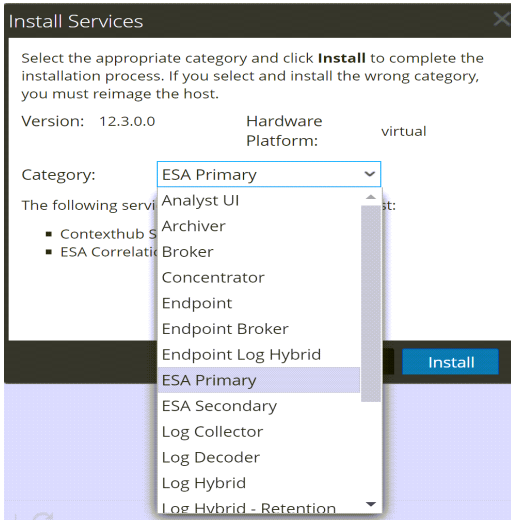 Install Services
Select the appropriate category and click Install to complete the
installation process. If you select and install the wrong category,
you must reimage the host.
Version: 12.3.0.0
Hardware
Platform:
virtual
Category:
ESA Primary
The following servi
st:
Contexthub S
ESA Correlatio
Analyst UI
Archiver
Broker
Concentrator
Endpoint
Endpoint Broker
Endpoint Log Hybrid
ESA Primary
ESA Secondary
Log Collector
Log Decoder
Log Hybrid
Log Hybrid - Retention
Install